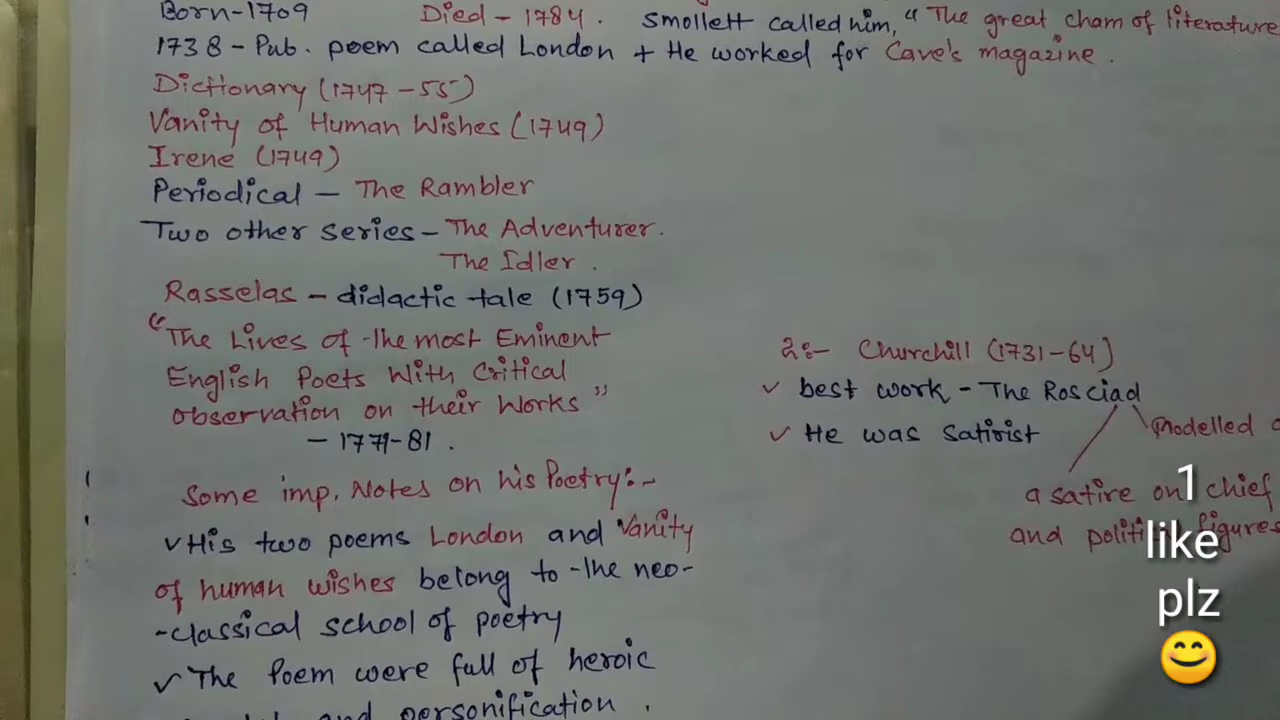 Born-1709 Died - 1784. Smollett called him, "The great cham of literature
1738 - Pub. poem called London + He worked for Cave's magazine.
Dictionary (1747-55)
Vanity of Human Wishes (1749)
Irene (1749)
Periodical - The Rambler
Two other series - The Adventurer.
The Idler.
Rasselas - didactic tale (1759)
"The Lives of the most Eminent
English Poets With Critical
observation on their Works"
- 1779-81.
Some imp. Notes on his Poetry:-
✓His two poems London and Vanity
of human wishes belong to the neo-
-classical school of poetry
✓ The Poem were full of heroic
and personification.
2:- Churchill (1731-64)
✓ best work - The Rosciad
✓ He was Satirist
Modelled
a satire on chief
and political figures
1
like
plz
😊